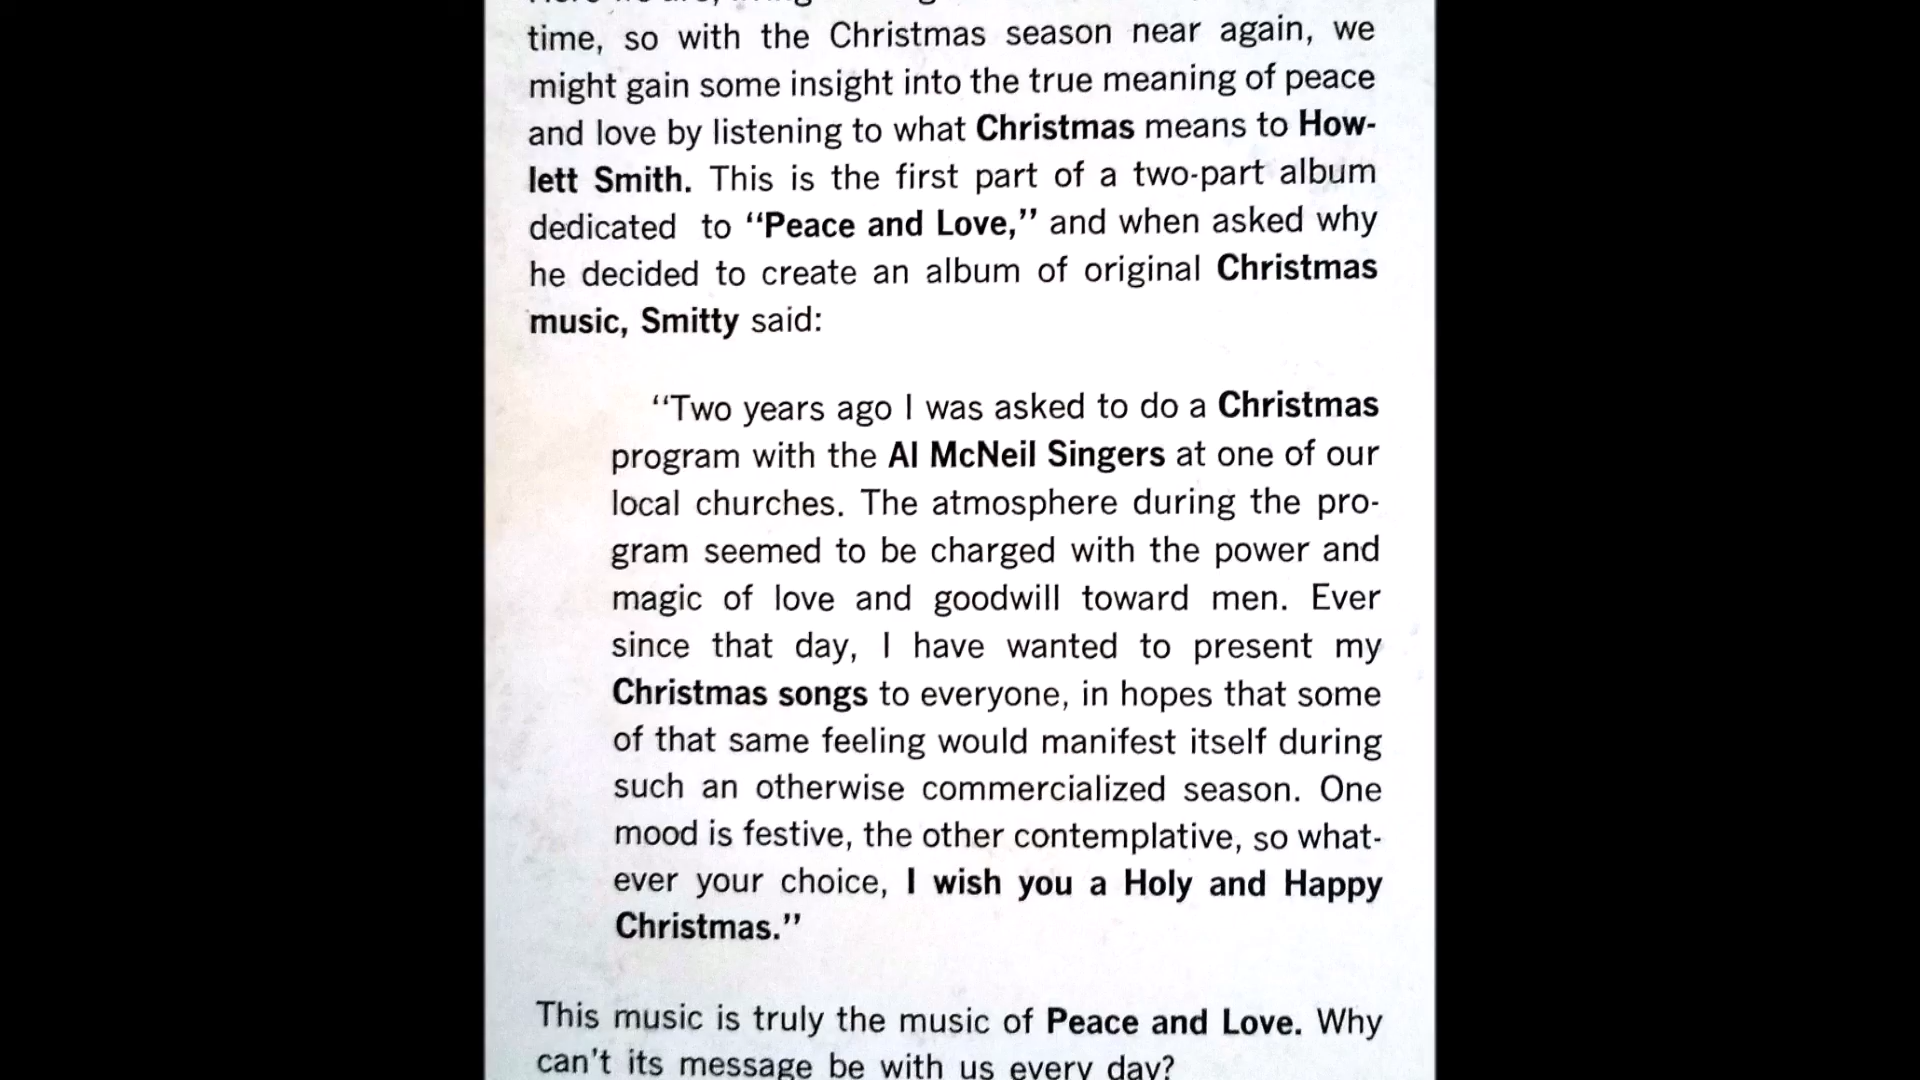 time, so with the Christmas season near again, we
might gain some insight into the true meaning of peace
and love by listening to what Christmas means to How-
lett Smith. This is the first part of a two-part album
dedicated to “Peace and Love,” and when asked why
he decided to create an album of original Christmas
music, Smitty said:
“Two years ago I was asked to do a Christmas
program with the Al McNeil Singers at one of our
local churches. The atmosphere during the pro-
gram seemed to be charged with the power and
magic of love and goodwill toward men. Ever
since that day, I have wanted to present my
Christmas songs to everyone, in hopes that some
of that same feeling would manifest itself during
such an otherwise commercialized season. One
mood is festive, the other contemplative, so what-
ever your choice, I wish you a Holy and Happy
Christmas.”
This music is truly the music of Peace and Love. Why
can't its message be with us every day?